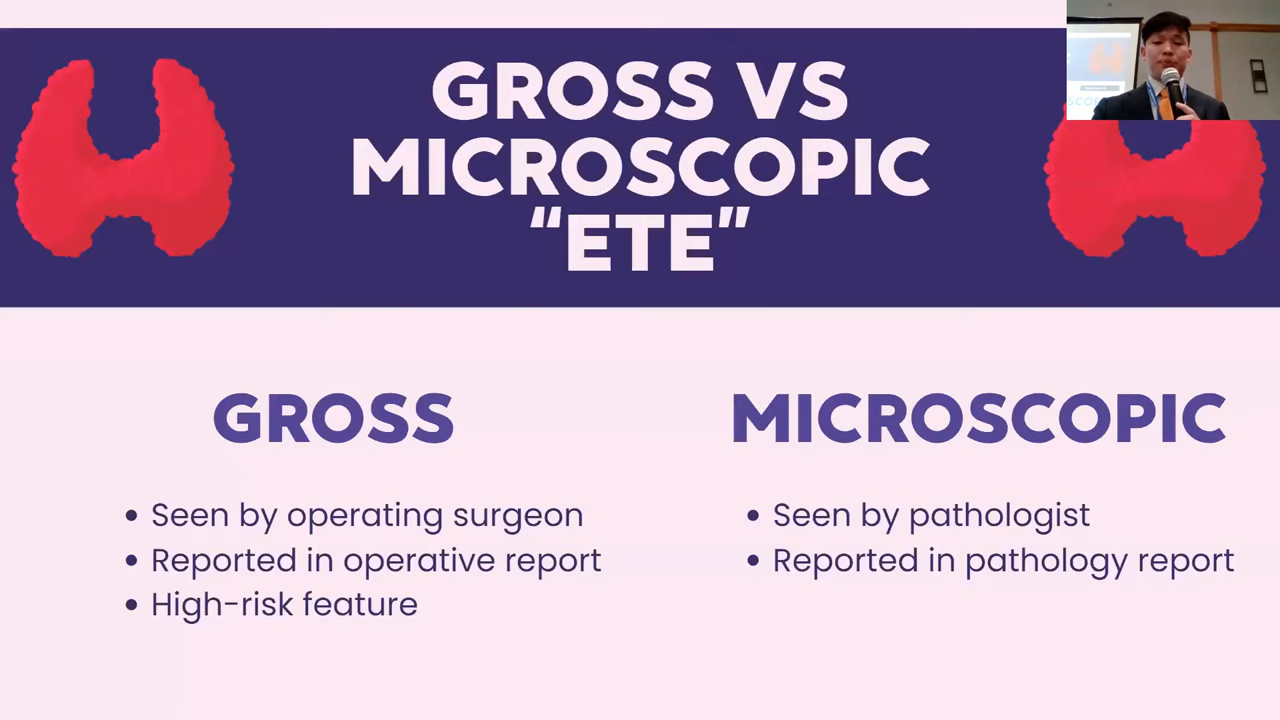 GROSS VS
MICROSCOPIC
“ETE”
GROSS
• Seen by operating surgeon
• Reported in operative report
• High-risk feature
MICROSCOPIC
• Seen by pathologist
• Reported in pathology report